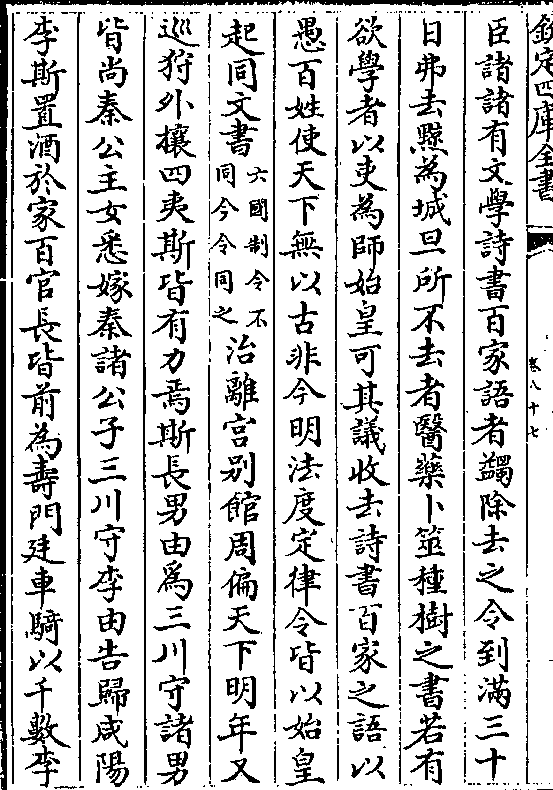 欽定四庫全書
卷八十七
臣諸諸有文學詩書百家語者蠲除去之令到滿三十
日弗去黥為城旦所不去者醫藥卜筮種樹之書若有
欲學者以吏為師始皇可其議收去詩書百家之語以
愚百姓使天下無以古非今明法度定律令皆以始皇
起同文書六國制令不同今令同之治離宫别館周偏天下明年又
巡狩外攘四夷斯皆有力焉斯長男由爲三川守諸男
皆尚秦公主女悉嫁秦諸公子三川守李由告歸咸陽
李斯置酒於家百官長皆前為壽門廷車騎以千數李